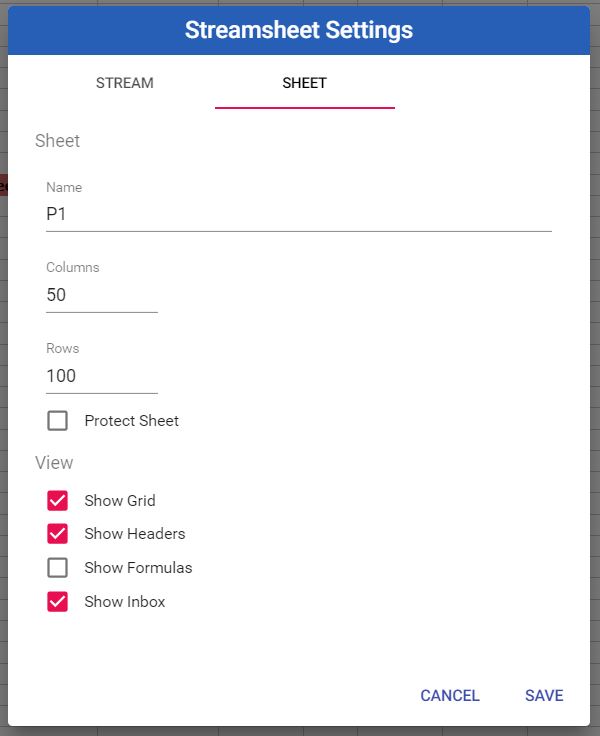 Streamsheet Settings
STREAM SHEET
Sheet
Name
P1
Columns
50
Rows
100
Protect Sheet
View
Show Grid
Show Headers
Show Formulas
Show Inbox
CANCEL SAVE